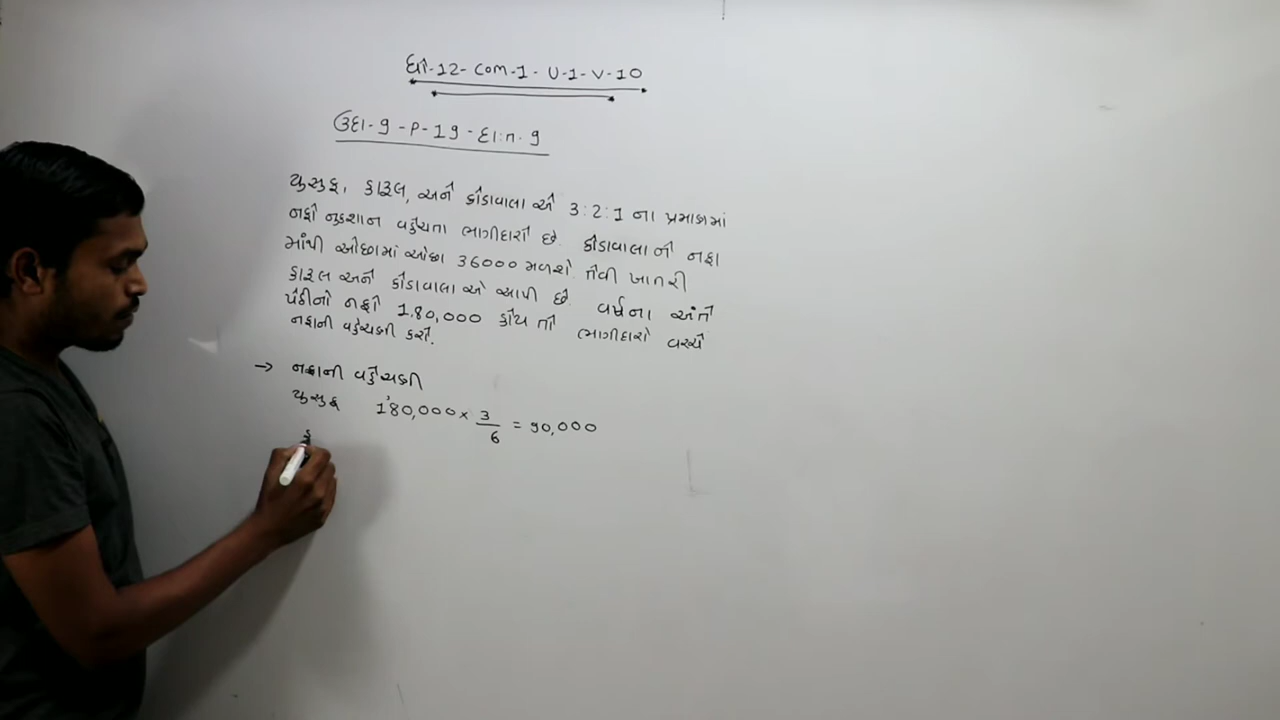 ધો-12-com-1-U-1-V-10
ઉદા-9-P-19-દા.ન.9
યુસુફ, ફારૂલ, અને કોડાવાલા એ 3:2:1 ના પ્રમાણમાં
નફો નુકશાન વહેંચતા ભાગીદારો છે. કોડાવાલા ની નફા
માંથી ઓછામાં ઓછા 36000 મળશે. તેવી ખાતરી
ફારૂલ અને કોડાવાલા એ આપી છે. વર્ષના અંતે
પેઢીનો નફો 1,80,000 હોય તો ભાગીદારો વચ્ચે
નફાની વહેંચણી કરો.
→ નફાની વહેંચણી
યુસુફ 1'80,000 × 3/6 = 90,000